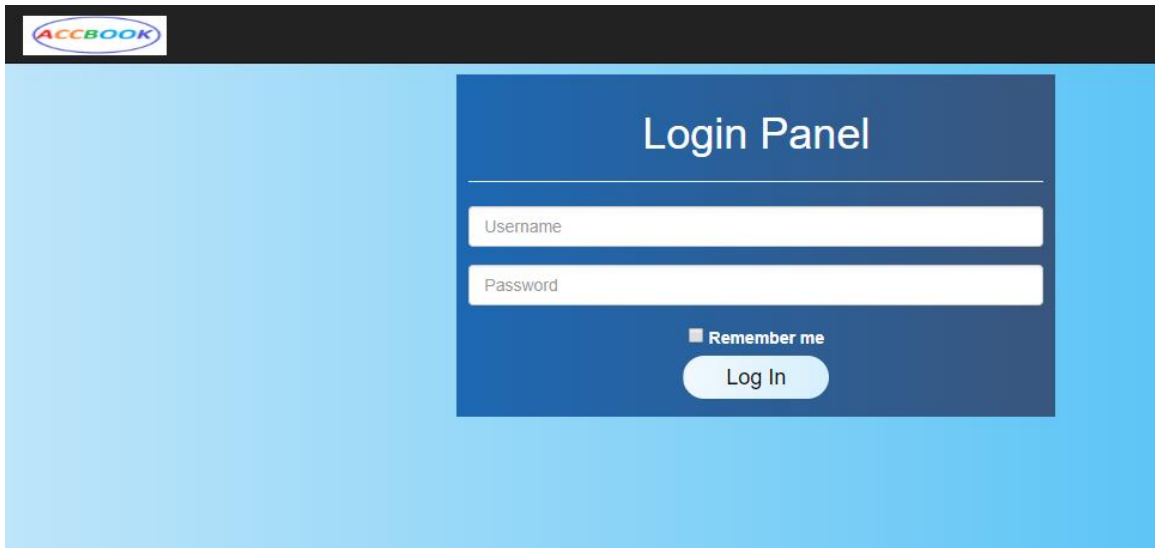 ACCBOOK
Login Panel
Username
Password
Remember me
Log In